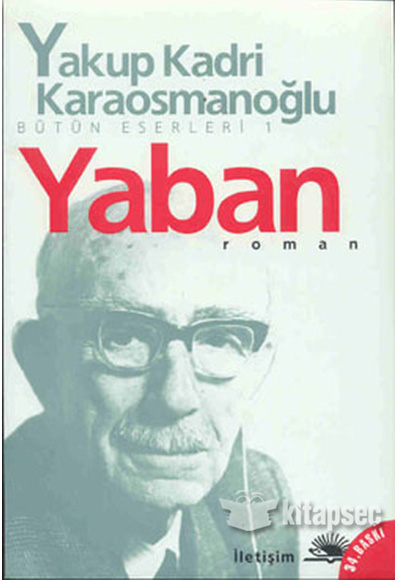 Yakup Kadri
Karaosmanoğlu
BÜTÜN ESERLERİ 1
Yaban
roman
kitapsec
İletişim
34. BASKI